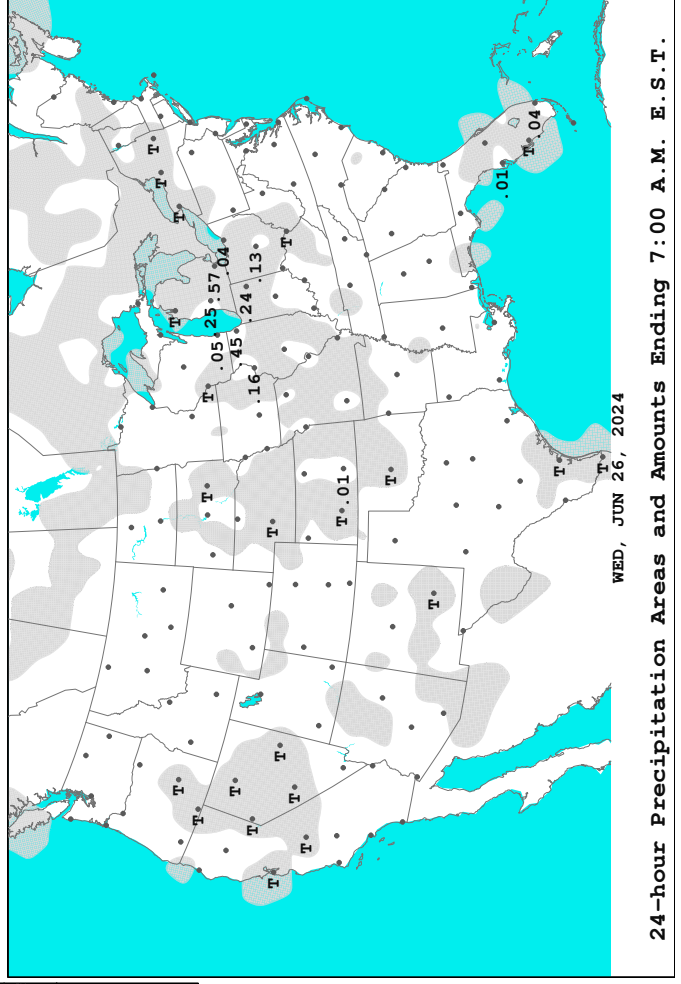 T
T
T
T
T
T
T
T
.05 .25 .57 .04
T
.45 .24
T
.16 .13
T
T
T
T
T
T
T .01
T
T
.01
T .04
T
T
WED, JUN 26, 2024
24-hour Precipitation Areas and Amounts Ending 7:00 A.M. E.S.T.